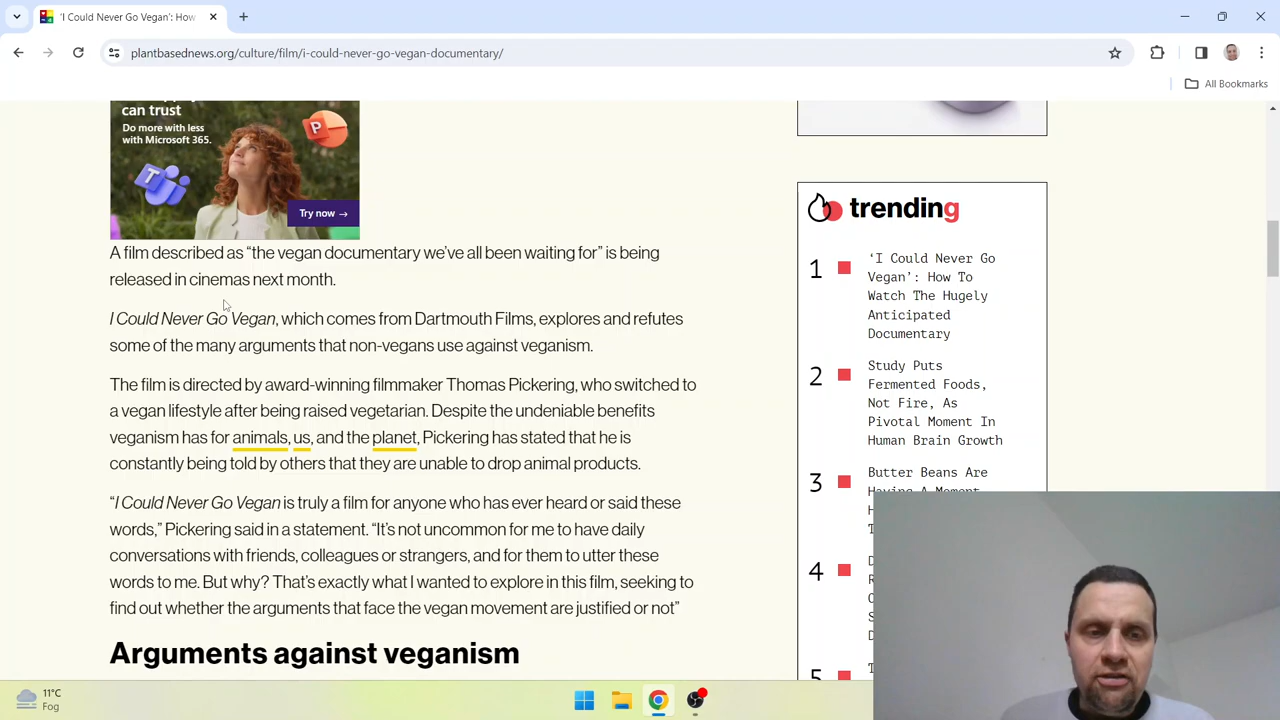 'I Could Never Go Vegan': How
plantbasednews.org/culture/film/i-could-never-go-vegan-documentary/
All Bookmarks
can trust
Do more with less
with Microsoft 365.
Try now →
A film described as “the vegan documentary we’ve all been waiting for” is being
released in cinemas next month.
I Could Never Go Vegan, which comes from Dartmouth Films, explores and refutes
some of the many arguments that non-vegans use against veganism.
The film is directed by award-winning filmmaker Thomas Pickering, who switched to
a vegan lifestyle after being raised vegetarian. Despite the undeniable benefits
veganism has for animals, us, and the planet, Pickering has stated that he is
constantly being told by others that they are unable to drop animal products.
“I Could Never Go Vegan is truly a film for anyone who has ever heard or said these
words,” Pickering said in a statement. “It’s not uncommon for me to have daily
conversations with friends, colleagues or strangers, and for them to utter these
words to me. But why? That’s exactly what I wanted to explore in this film, seeking to
find out whether the arguments that face the vegan movement are justified or not”
Arguments against veganism
trending
1
‘I Could Never Go
Vegan’: How To
Watch The Hugely
Anticipated
Documentary
2
Study Puts
Fermented Foods,
Not Fire, As
Pivotal Moment In
Human Brain Growth
3
Butter Beans Are
Having A Moment
4
5
11°C
Fog